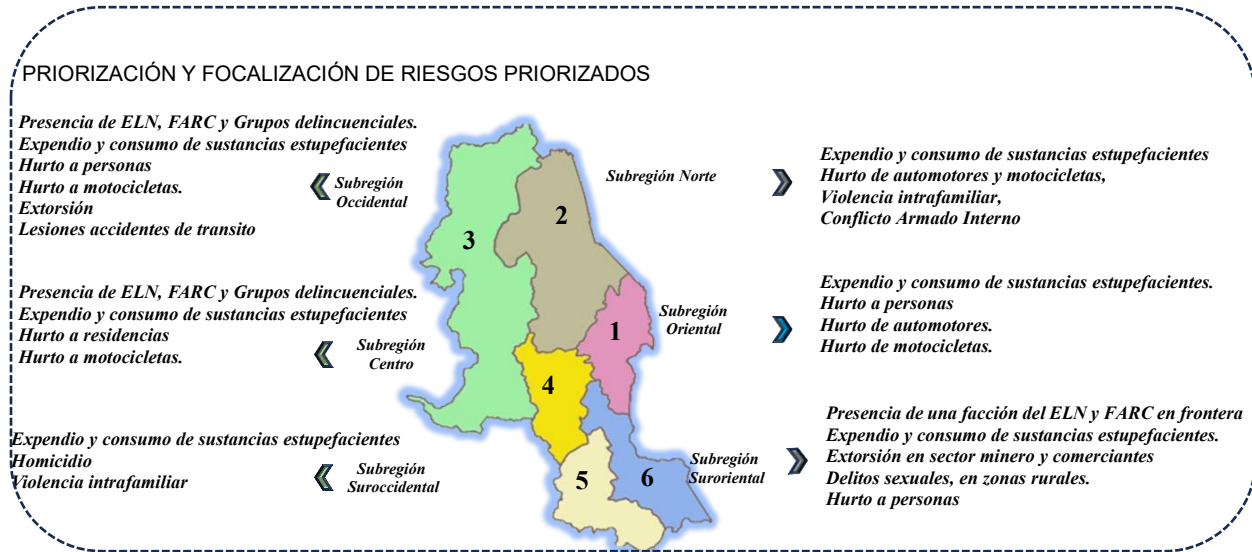 PRIORIZACIÓN Y FOCALIZACIÓN DE RIESGOS PRIORIZADOS
Presencia de ELN, FARC y Grupos delincuenciales.
Expendio y consumo de sustancias estupefacientes
Hurto a personas
Hurto a motocicletas.
Extorsión
Lesiones accidentes de transito
Subregión
Occidental
Presencia de ELN, FARC y Grupos delincuenciales.
Expendio y consumo de sustancias estupefacientes
Hurto a residencias
Hurto a motocicletas.
Subregión
Centro
Expendio y consumo de sustancias estupefacientes
Homicidio
Violencia intrafamiliar
Subregión
Suroccidental
3
2
1
4
5
6
Subregión Norte
Expendio y consumo de sustancias estupefacientes
Hurto de automotores y motocicletas,
Violencia intrafamiliar,
Conflicto Armado Interno
Subregión
Oriental
Expendio y consumo de sustancias estupefacientes.
Hurto a personas
Hurto de automotores.
Hurto de motocicletas.
Subregión
Suroriental
Presencia de una facción del ELN y FARC en frontera
Expendio y consumo de sustancias estupefacientes.
Extorsión en sector minero y comerciantes
Delitos sexuales, en zonas rurales.
Hurto a personas